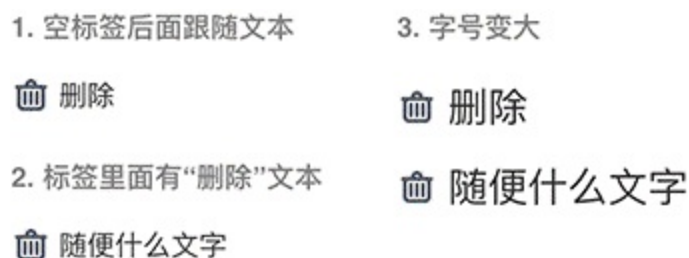 1. 空标签后面跟随文本
删除
2. 标签里面有“删除”文本
随便什么文字
3. 字号变大
删除
随便什么文字